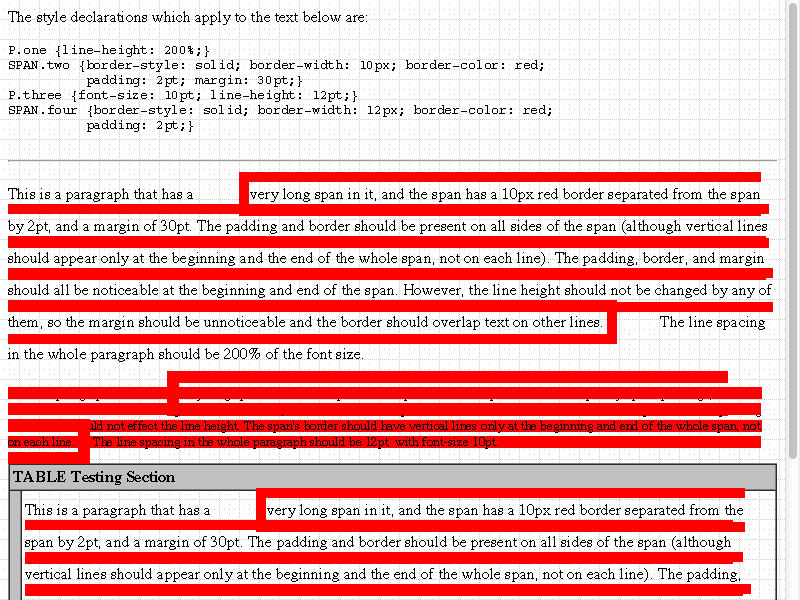 The style declarations which apply to the text below are:
P.one {line-height: 200%;}
SPAN.two {border-style: solid; border-width: 10px; border-color: red;
padding: 2pt; margin: 30pt;}
P.three {font-size: 10pt; line-height: 12pt;}
SPAN.four {border-style: solid; border-width: 12px; border-color: red;
padding: 2pt;}
This is a paragraph that has a very long span in it, and the span has a 10px red border separated from the span
by 2pt, and a margin of 30pt. The padding and border should be present on all sides of the span (although vertical lines
should appear only at the beginning and the end of the whole span, not on each line). The padding, border, and margin
should all be noticeable at the beginning and end of the span. However, the line height should not be changed by any of
them, so the margin should be unnoticeable and the border should overlap text on other lines. The line spacing
in the whole paragraph should be 200% of the font size.
not effect the line height. The span's border should have vertical lines only at the beginning and end of the whole span, not
on each line. The line spacing in the whole paragraph should be 12pt, with font-size 10pt.
TABLE Testing Section
This is a paragraph that has a very long span in it, and the span has a 10px red border separated from the
span by 2pt, and a margin of 30pt. The padding and border should be present on all sides of the span (although
vertical lines should appear only at the beginning and the end of the whole span, not on each line). The padding,